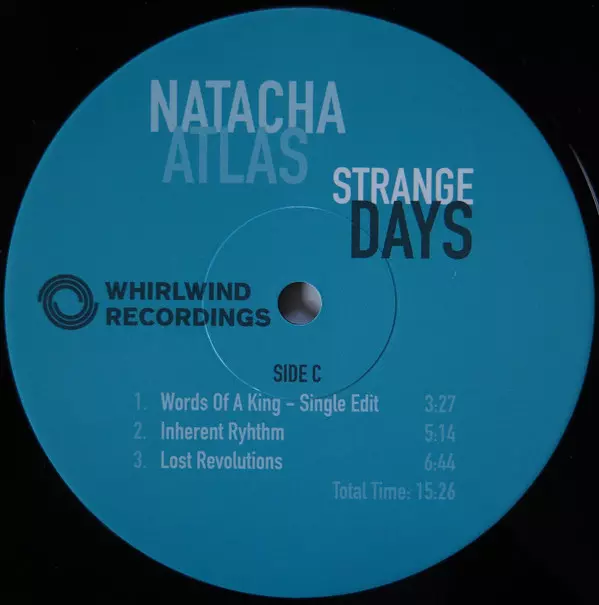 NATACHA
ATLAS
STRANGE
DAYS
WHIRLWIND
RECORDINGS
SIDE C
1. Words Of A King – Single Edit 3:27
2. Inherent Ryhthm 5:14
3. Lost Revolutions 6:44
Total Time: 15:26